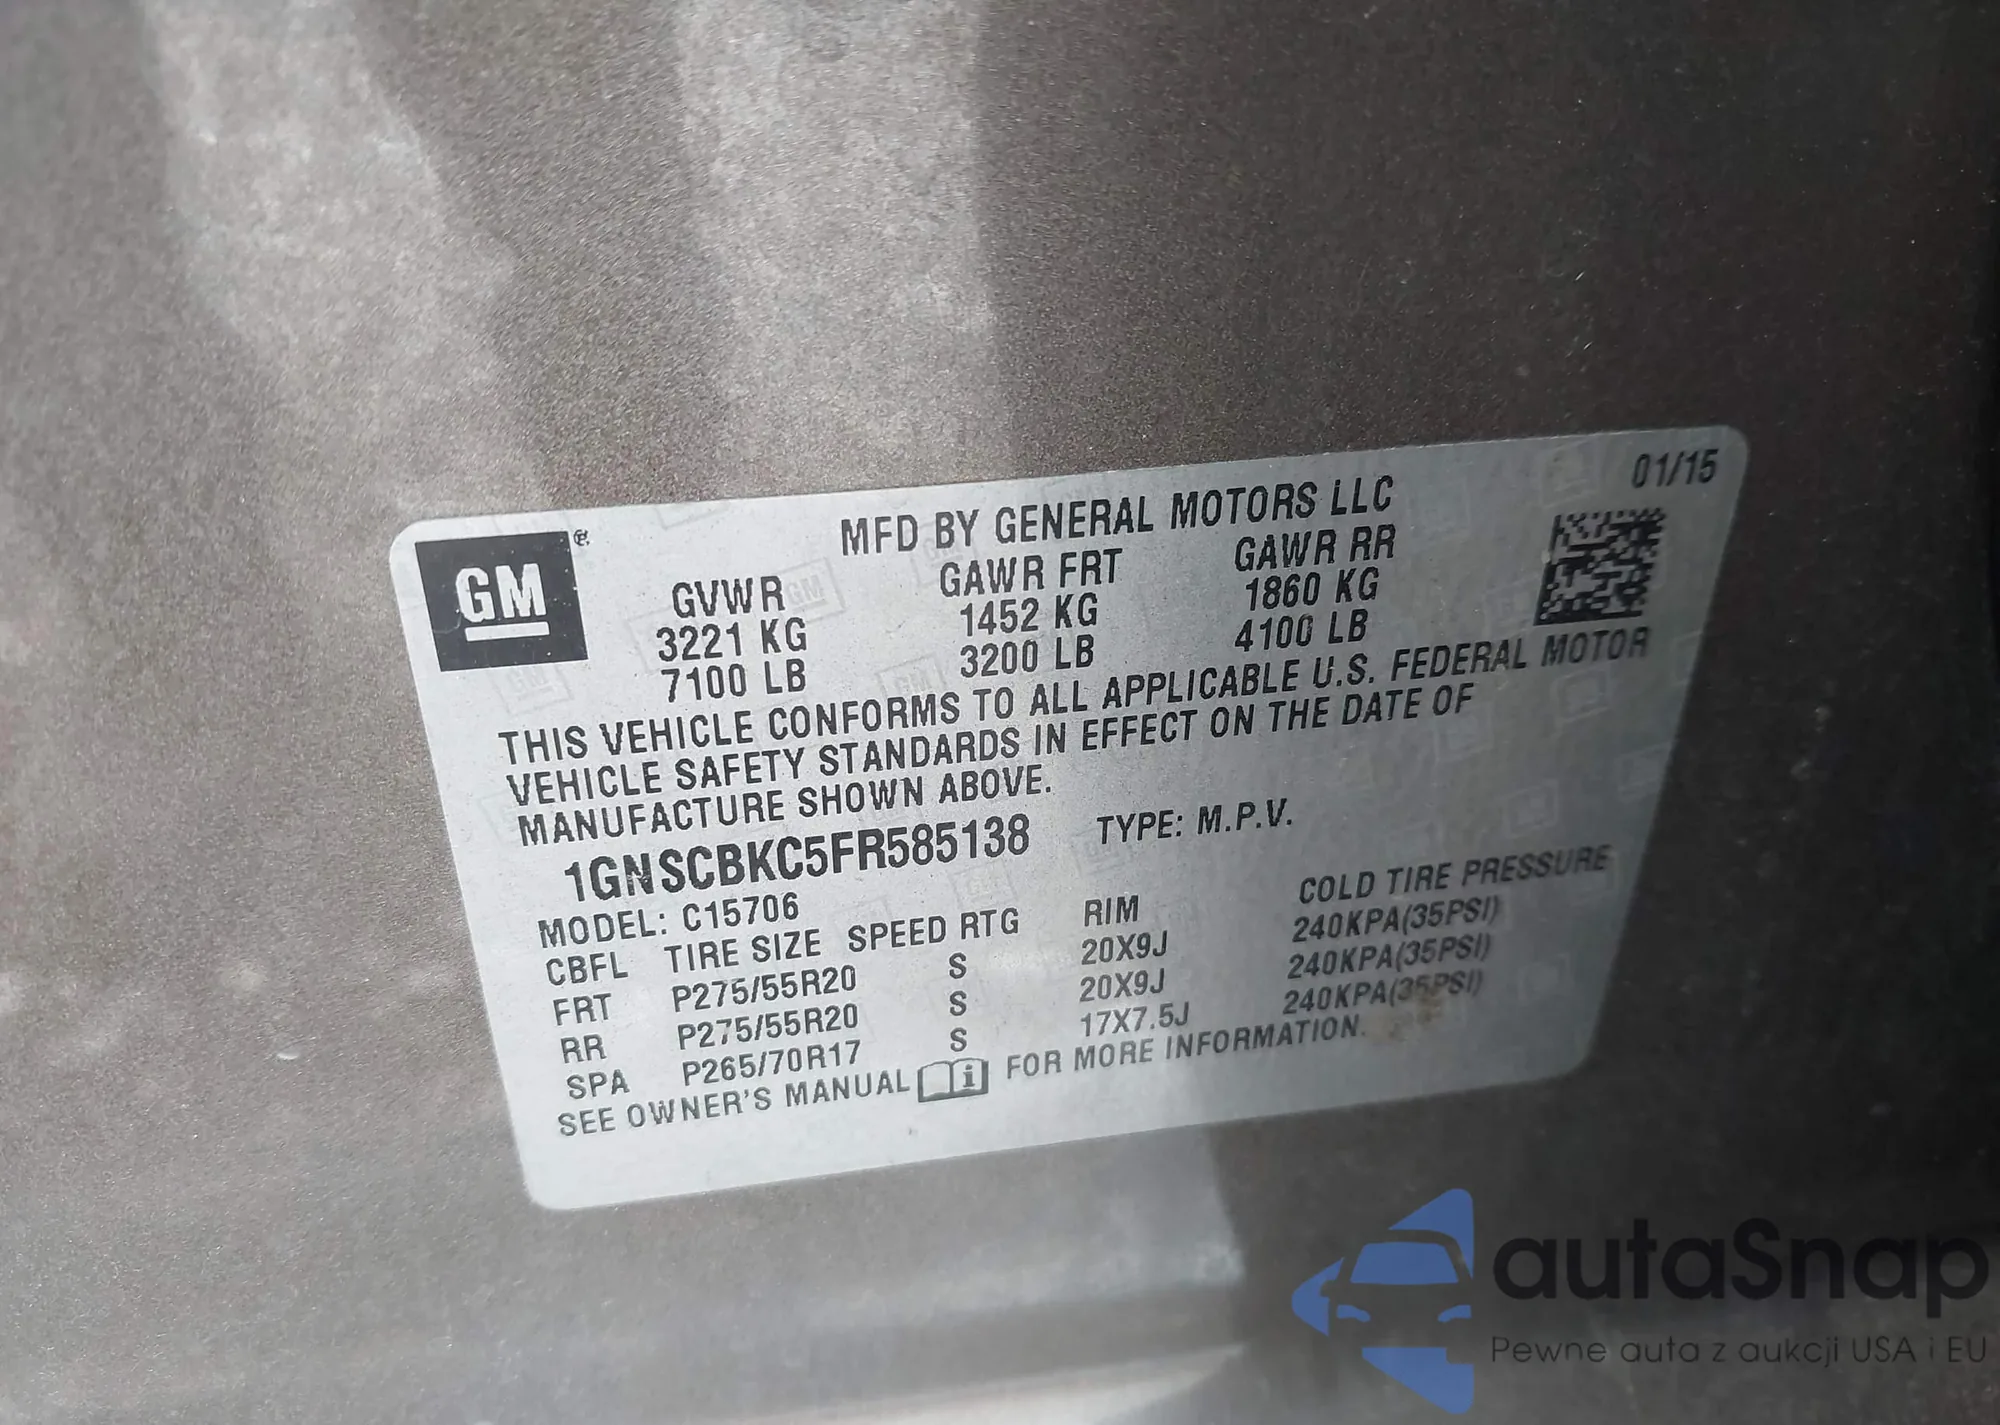 01/15
MFD BY GENERAL MOTORS LLC
GM ®
GVWR GAWR FRT GAWR RR
3221 KG 1452 KG 1860 KG
7100 LB 3200 LB 4100 LB
THIS VEHICLE CONFORMS TO ALL APPLICABLE U.S. FEDERAL MOTOR
VEHICLE SAFETY STANDARDS IN EFFECT ON THE DATE OF
MANUFACTURE SHOWN ABOVE.
1GNSCBKC5FR585138 TYPE: M.P.V.
MODEL: C15706
CBFL TIRE SIZE SPEED RTG RIM COLD TIRE PRESSURE
FRT P275/55R20 S 20X9J 240KPA(35PSI)
RR P275/55R20 S 20X9J 240KPA(35PSI)
SPA P265/70R17 S 17X7.5J 240KPA(35PSI)
SEE OWNER'S MANUAL i FOR MORE INFORMATION.
autaSnap
Pewne auta z aukcji USA i EU